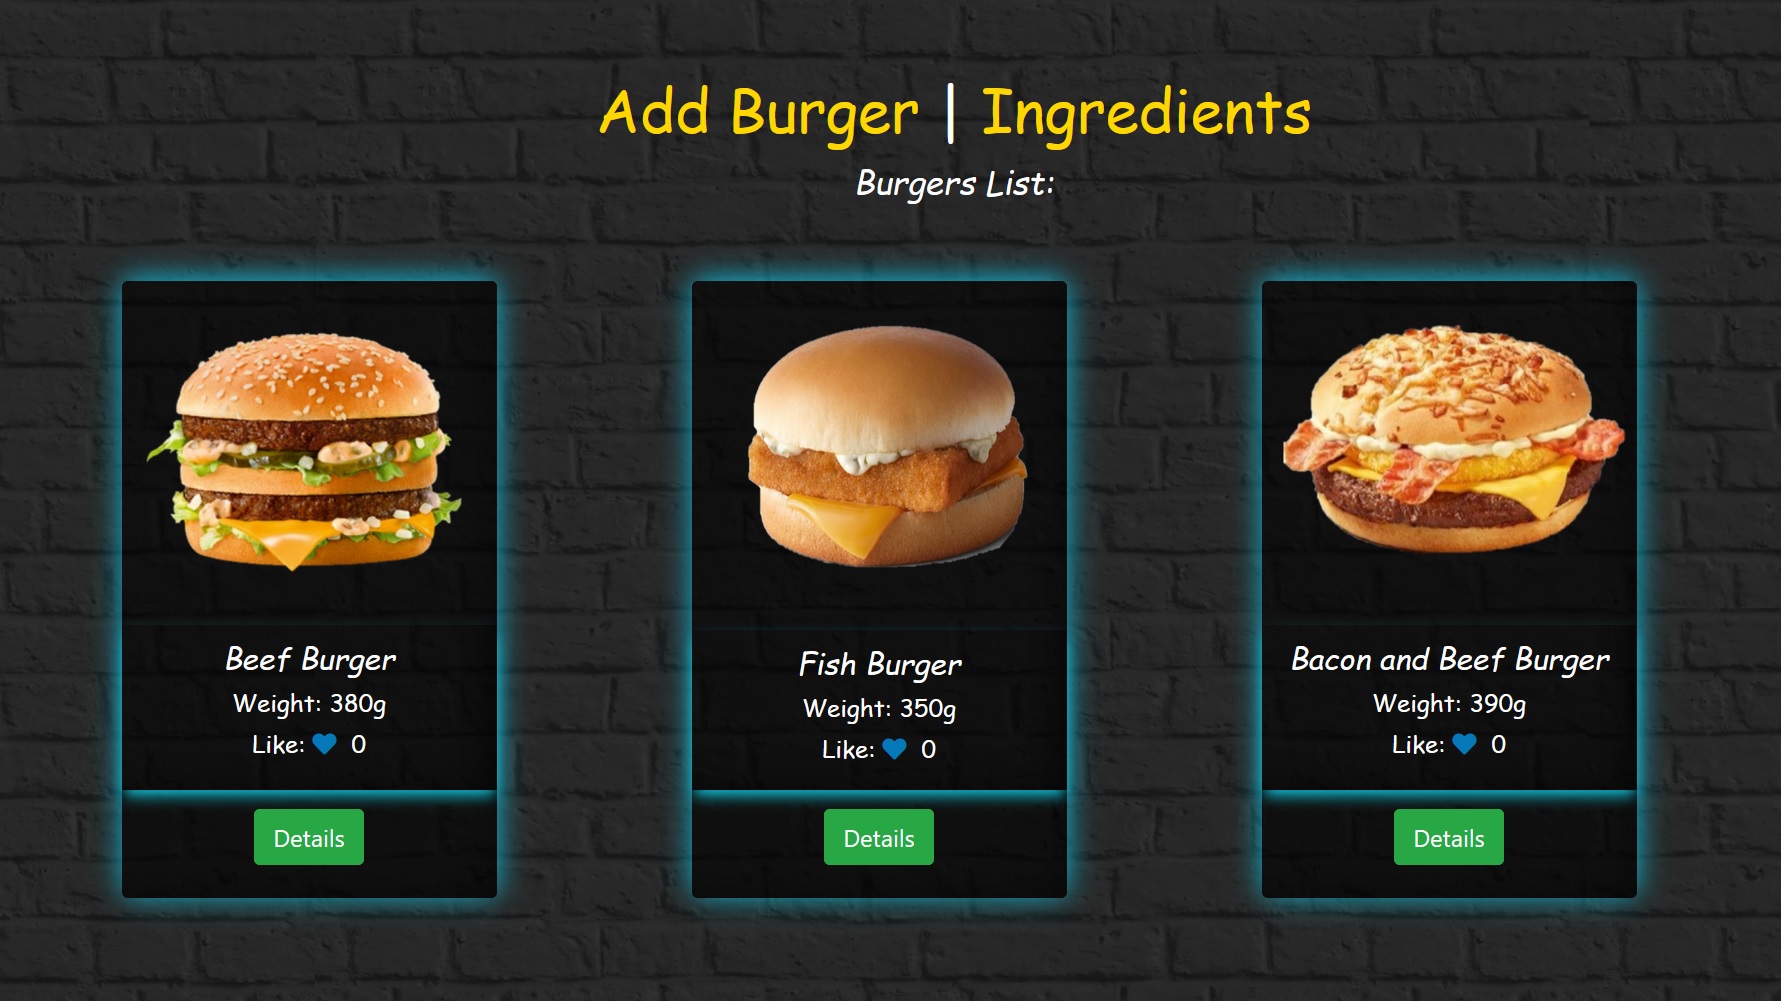 Add Burger | Ingredients
Burgers List:
Beef Burger
Weight: 380g
Like: 0
Details
Fish Burger
Weight: 350g
Like: 0
Details
Bacon and Beef Burger
Weight: 390g
Like: 0
Details